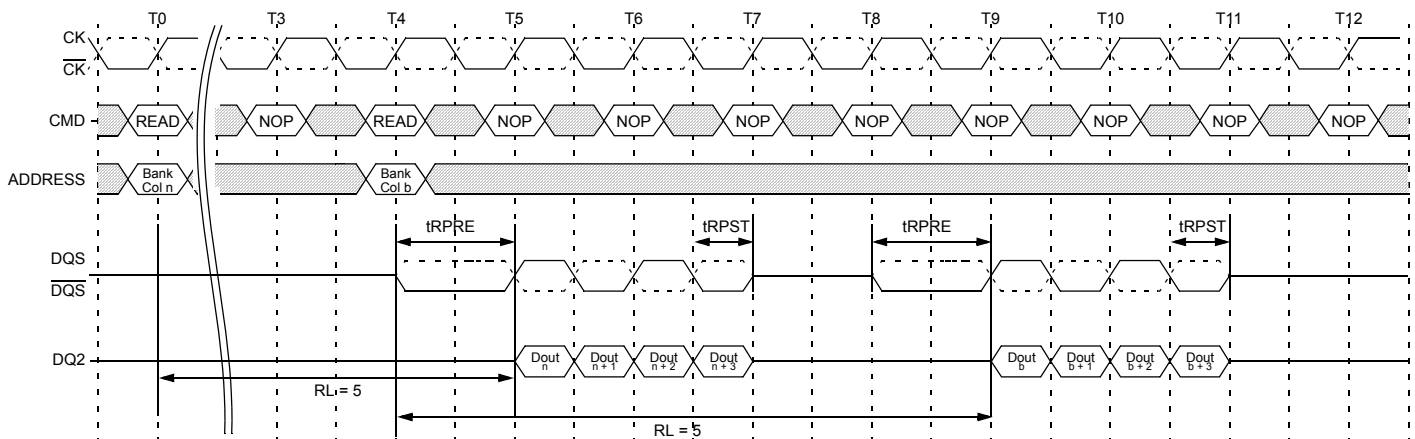 T0 T3 T4 T5 T6 T7 T8 T9 T10 T11 T12
CK
CK
CMD READ NOP READ NOP NOP NOP NOP NOP NOP NOP NOP
ADDRESS
Bank
Col n
Bank
Col b
tRPRE tRPST tRPRE tRPST
DQS
DQS
DQ2
Dout
n
Dout
n + 1
Dout
n + 2
Dout
n + 3
Dout
b
Dout
b + 1
Dout
b + 2
Dout
b + 3
RL = 5
RL = 5